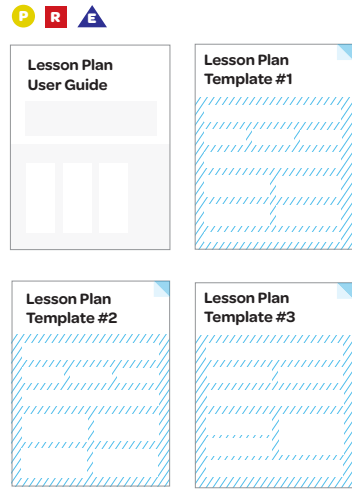 P R E
Lesson Plan
User Guide
Lesson Plan
Template #1
Lesson Plan
Template #2
Lesson Plan
Template #3